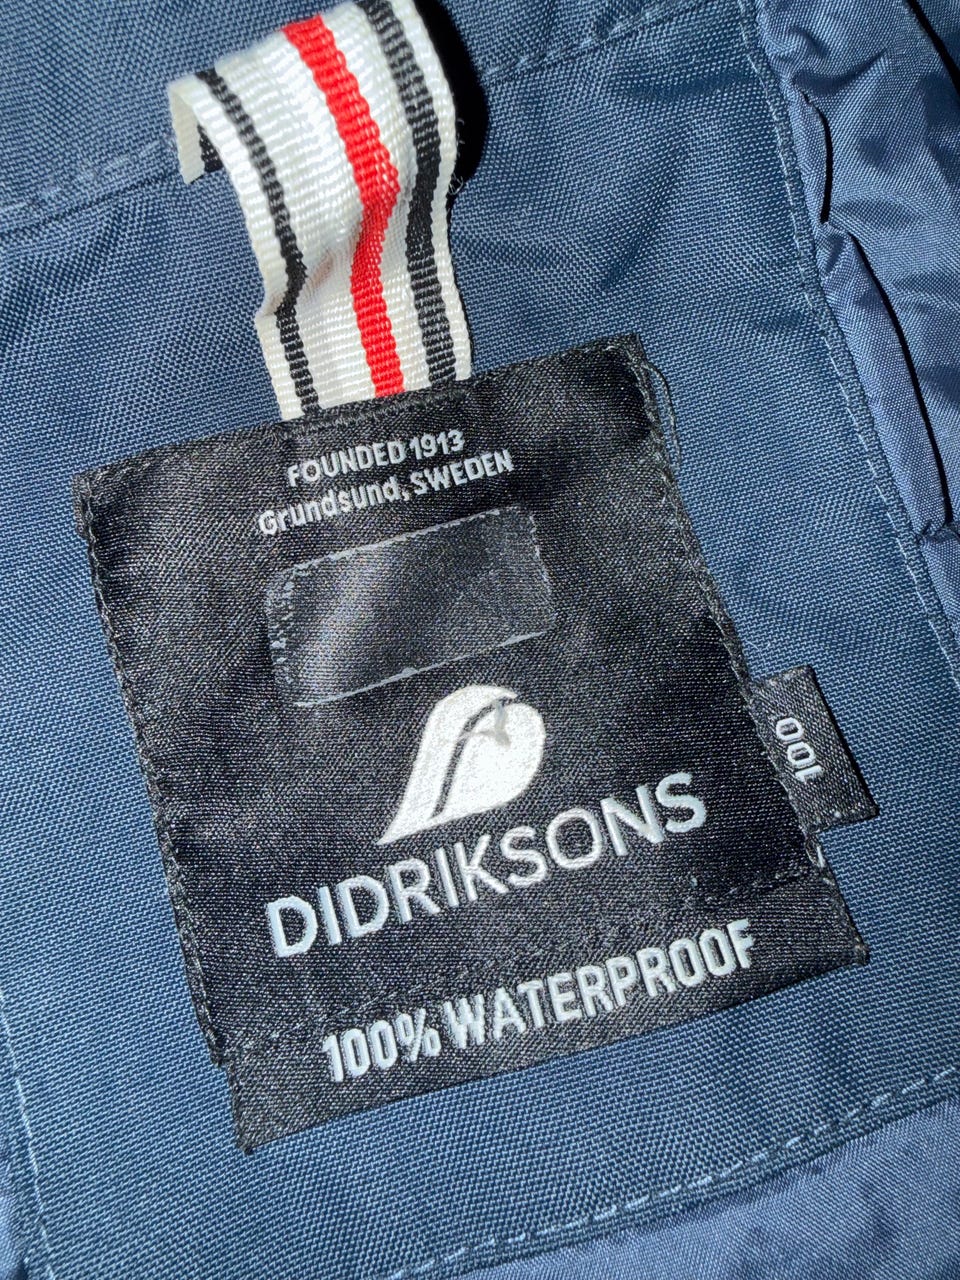 FOUNDED 1913
Grundsund, SWEDEN
DIDRIKSONS
100
100% WATERPROOF